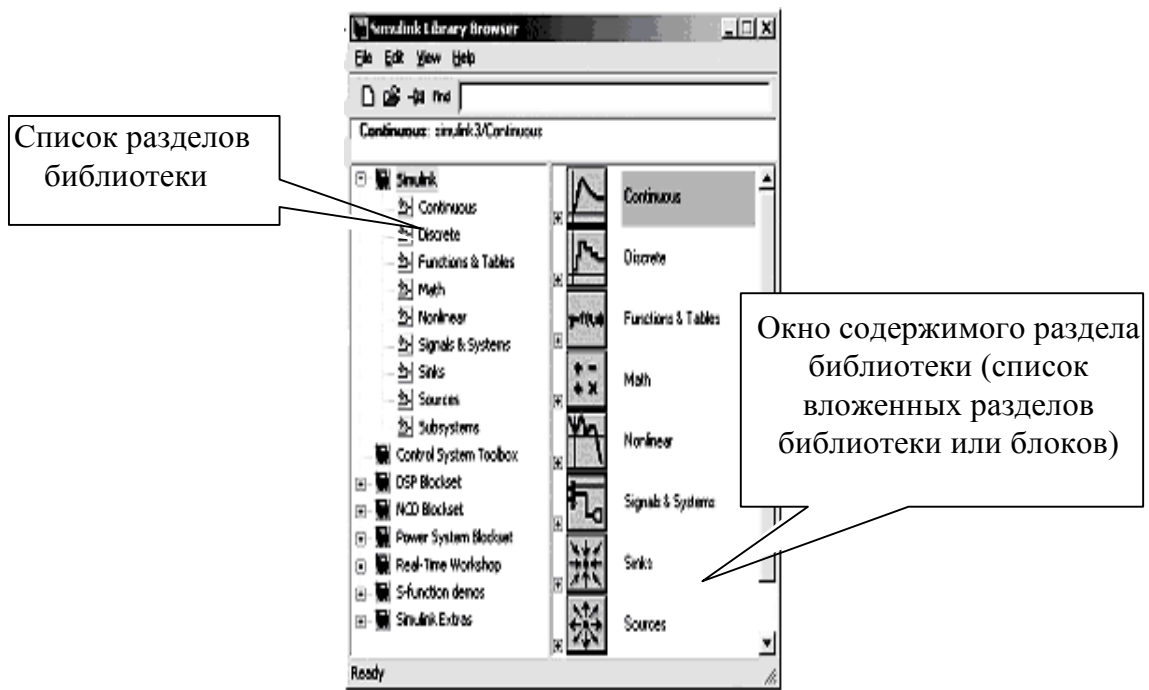 Simulink Library Browser
File Edit View Help
Find
Continuous: simulink3/Continuous
Список разделов
библиотеки
Simulink
Continuous
Discrete
Functions & Tables
Math
Nonlinear
Signals & Systems
Sinks
Sources
Subsystems
Control System Toolbox
DSP Blockset
NCD Blockset
Power System Blockset
Real-Time Workshop
S-function demos
Simulink Extras
Continuous
Discrete
y=f(u)
Functions & Tables
Math
Nonlinear
Signals & Systems
Sinks
Sources
Окно содержимого раздела
библиотеки (список
вложенных разделов
библиотеки или блоков)
Ready